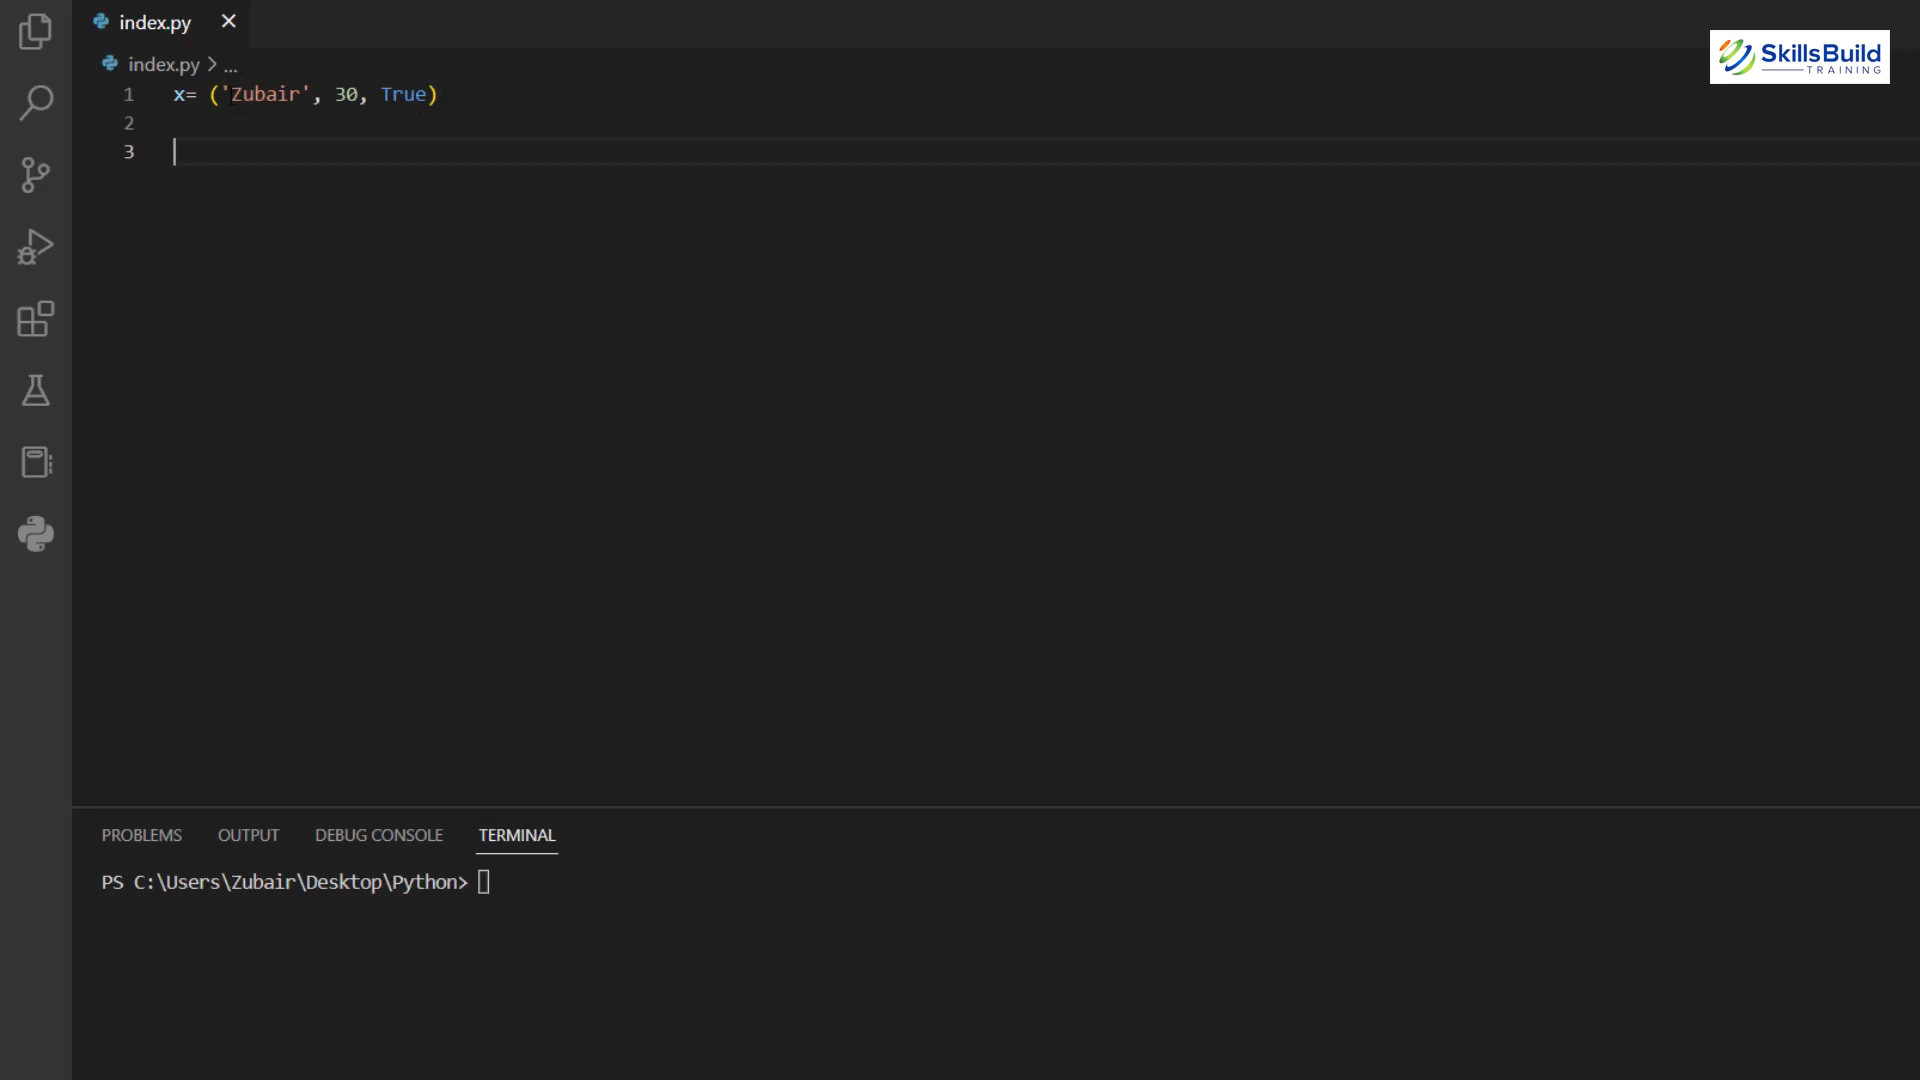 index.py
SkillsBuild
TRAINING
index.py > ...
1 x= ('Zubair', 30, True)
2
3
PROBLEMS OUTPUT DEBUG CONSOLE TERMINAL
PS C:\Users\Zubair\Desktop\Python>